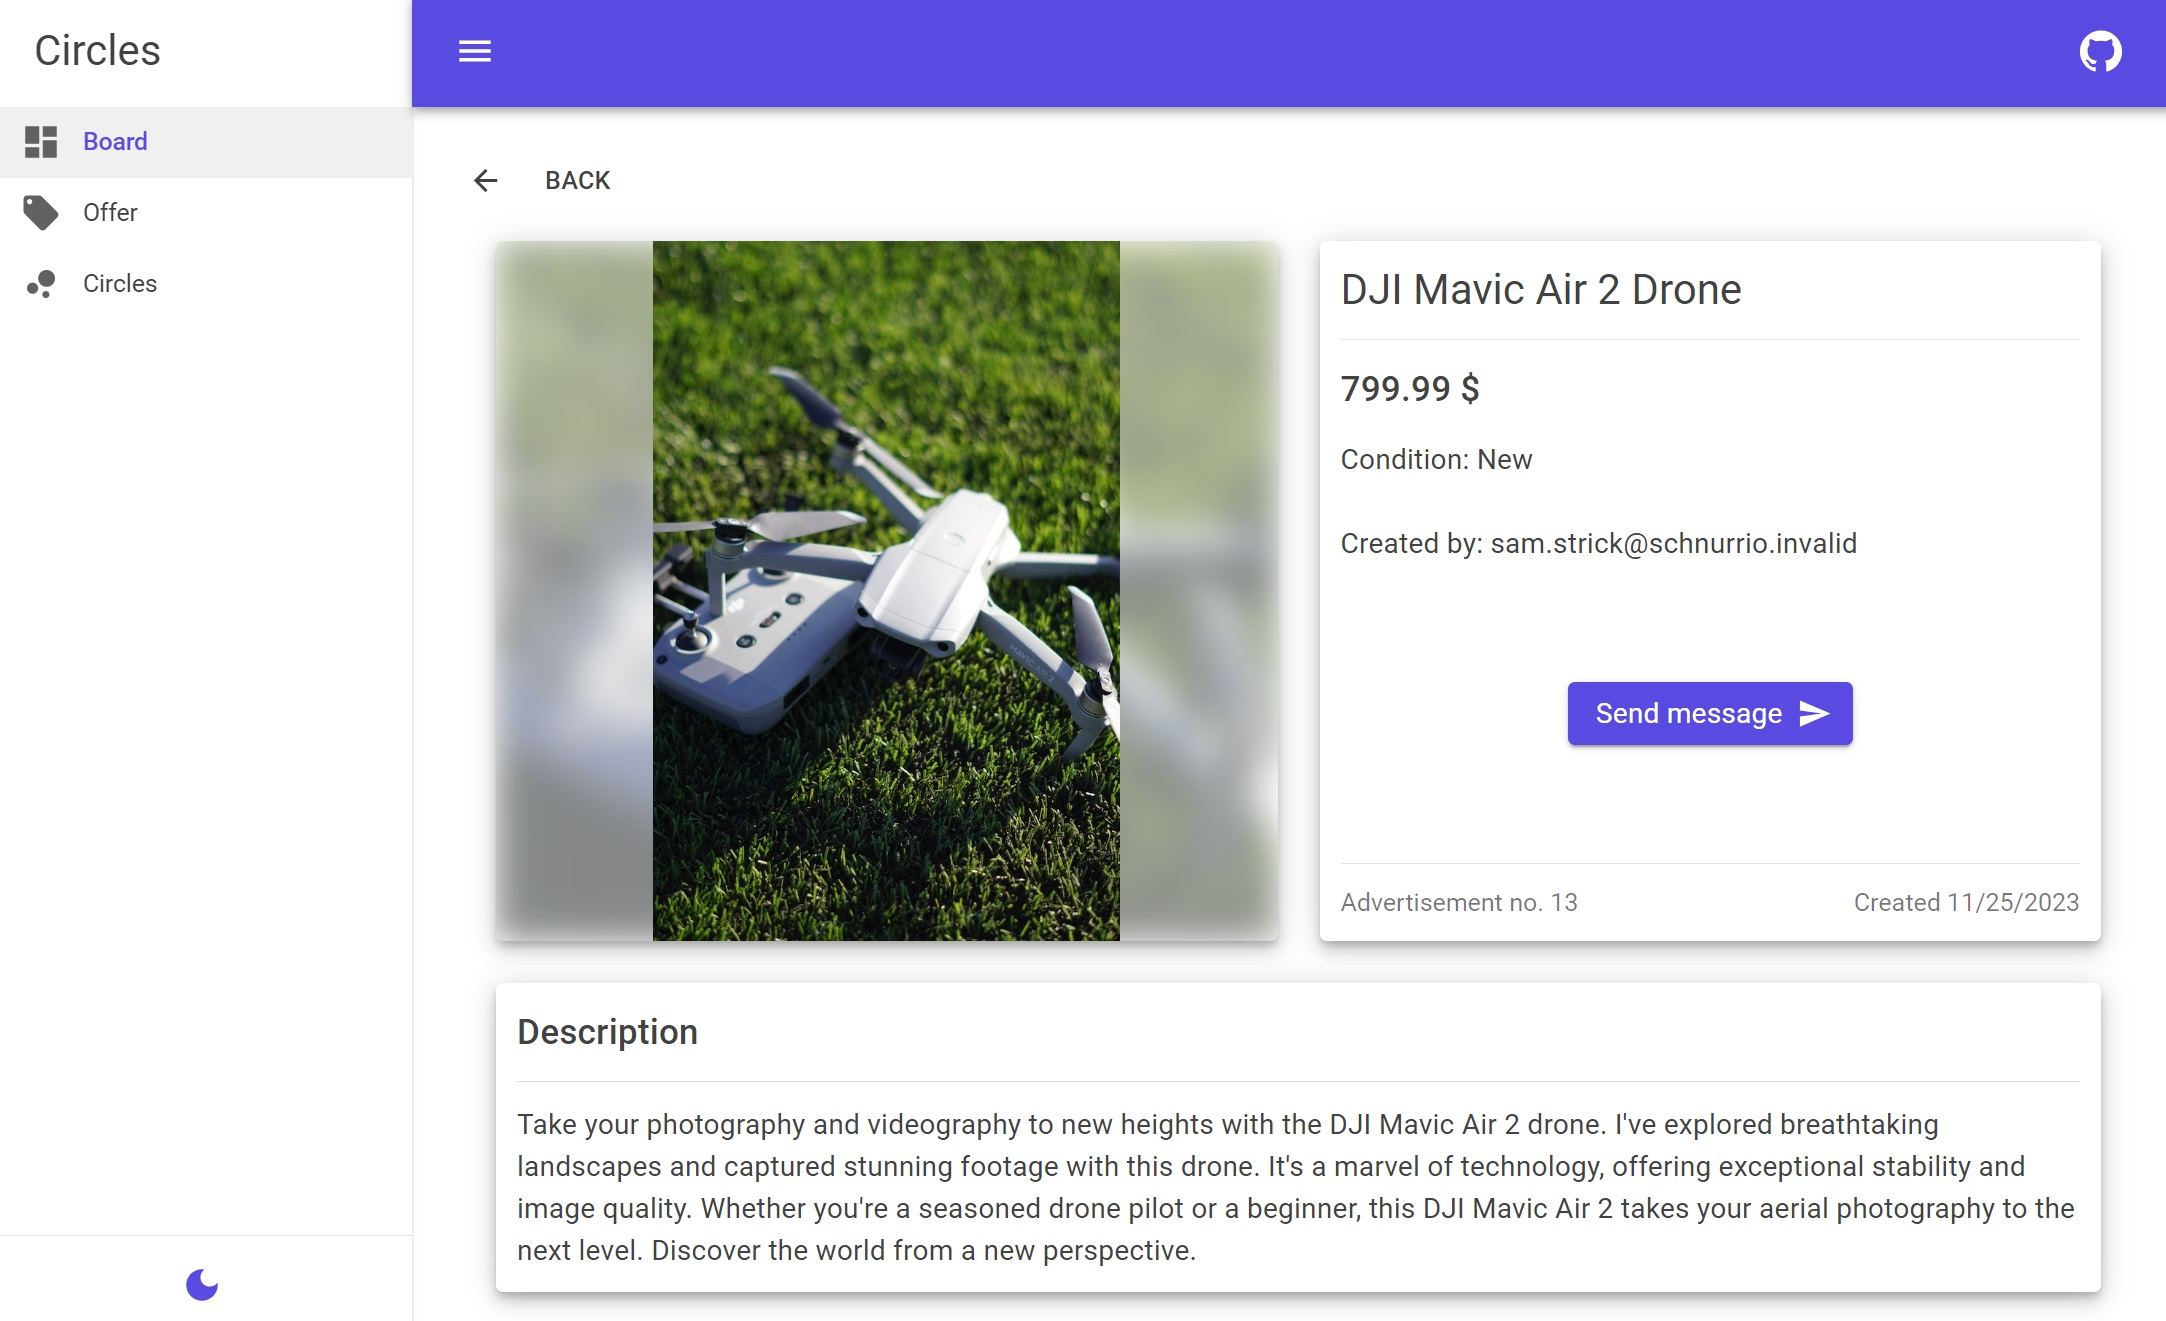 Circles
Board
Offer
Circles
BACK
DJI Mavic Air 2 Drone
799.99 $
Condition: New
Created by: sam.strick@schnurrio.invalid
Send message
Advertisement no. 13
Created 11/25/2023
MAVIC AIR 2
Description
Take your photography and videography to new heights with the DJI Mavic Air 2 drone. I've explored breathtaking
landscapes and captured stunning footage with this drone. It's a marvel of technology, offering exceptional stability and
image quality. Whether you're a seasoned drone pilot or a beginner, this DJI Mavic Air 2 takes your aerial photography to the
next level. Discover the world from a new perspective.